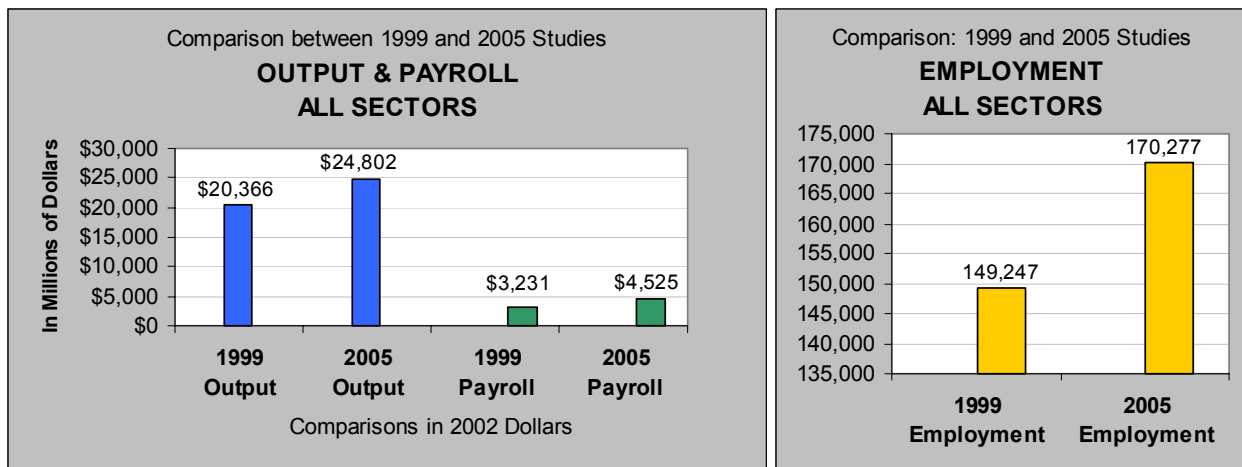 Comparison between 1999 and 2005 Studies
OUTPUT & PAYROLL
ALL SECTORS
In Millions of Dollars
$30,000
$25,000
$20,000
$15,000
$10,000
$5,000
$0
$20,366
$24,802
$3,231
$4,525
1999 2005 1999 2005
Output Output Payroll Payroll
Comparisons in 2002 Dollars
Comparison: 1999 and 2005 Studies
EMPLOYMENT
ALL SECTORS
175,000
170,000
165,000
160,000
155,000
150,000
145,000
140,000
135,000
149,247
170,277
1999 2005
Employment Employment